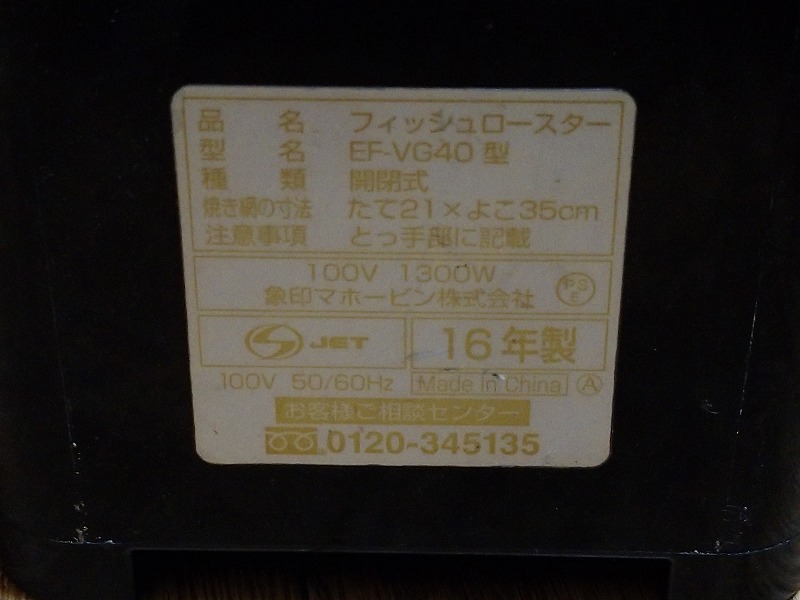 品名 フィッシュロースター
型名 EF-VG40 型
種類 開閉式
焼き網の寸法 たて21×よこ35cm
注意事項 とっ手部に記載
100V 1300W
象印マホービン株式会社 PSE
S JET 16年製
100V 50/60Hz Made in China A
お客様ご相談センター
0120-345135